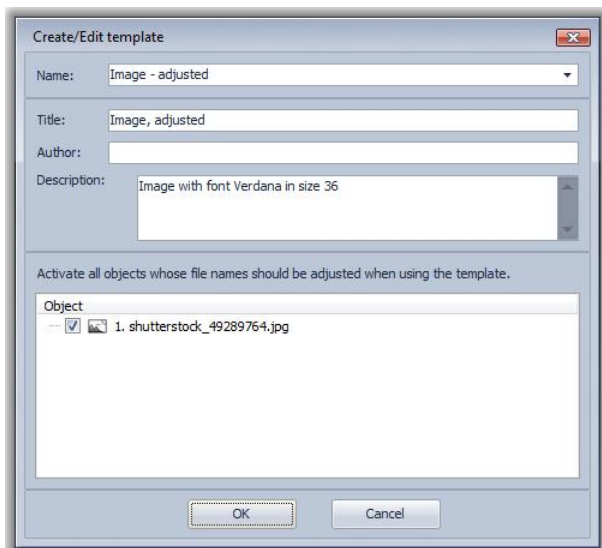 Create/Edit template
Name: Image - adjusted
Title: Image, adjusted
Author:
Description: Image with font Verdana in size 36
Activate all objects whose file names should be adjusted when using the template.
Object
1. shutterstock_49289764.jpg
OK Cancel